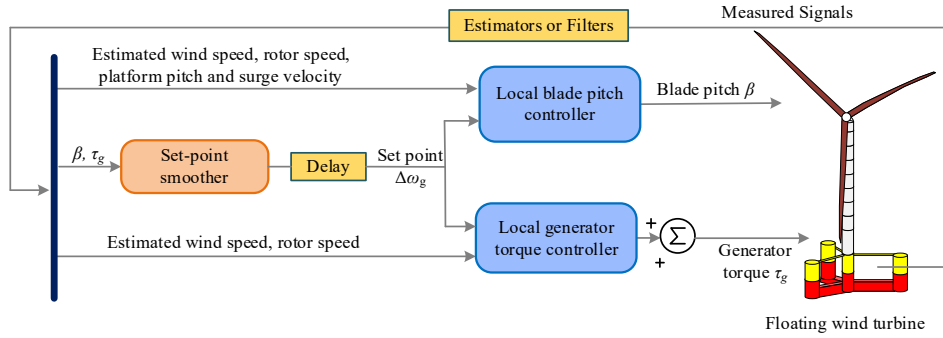 Measured Signals
Estimators or Filters
Estimated wind speed, rotor speed,
platform pitch and surge velocity
Local blade pitch
controller
Blade pitch β
β, τg
Set-point
smoother
Delay
Set point
Δωg
Estimated wind speed, rotor speed
Local generator
torque controller
+
Σ
+
Generator
torque τg
Floating wind turbine